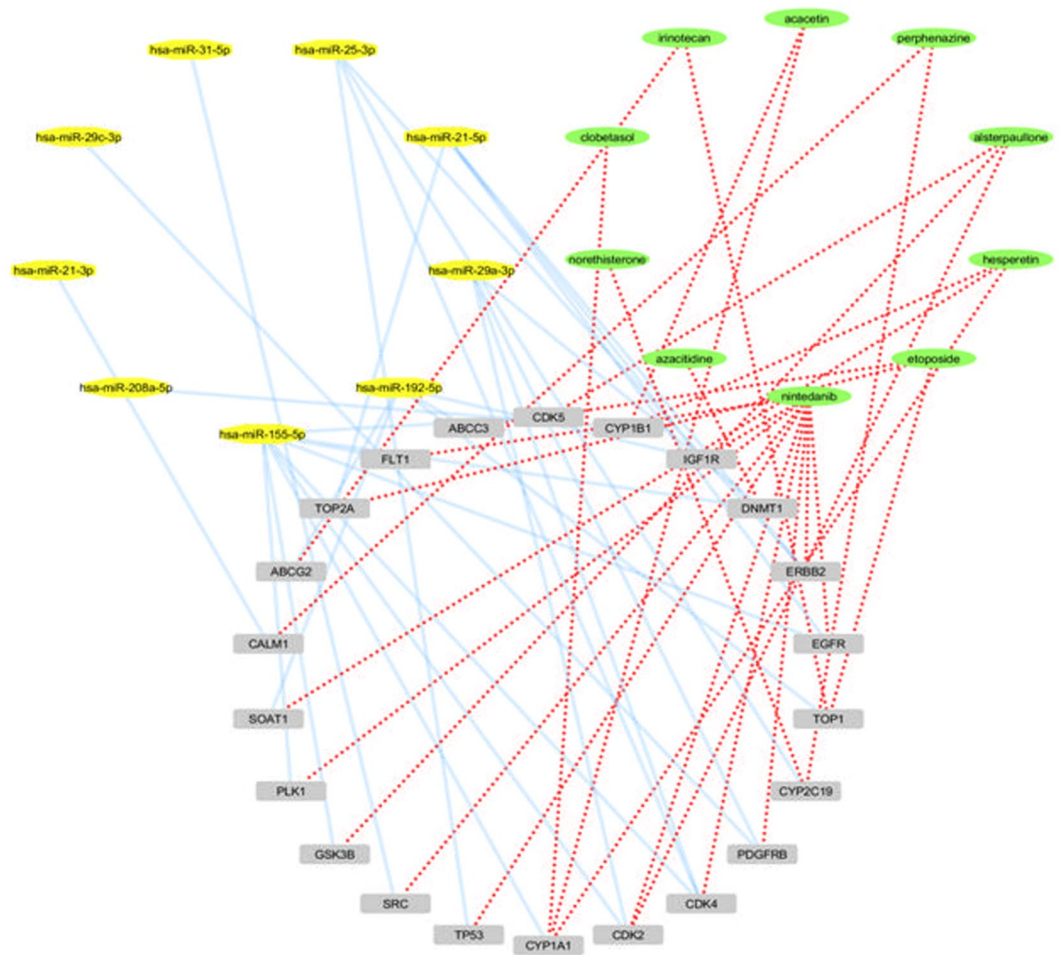 acacetin
irinotecan
perphenazine
hsa-miR-31-5p
hsa-miR-25-3p
hsa-miR-29c-3p
hsa-miR-21-5p
clobetasol
alsterpaullone
hsa-miR-21-3p
hsa-miR-29a-3p
norethisterone
hesperetin
azacitidine
etoposide
hsa-miR-208a-5p
hsa-miR-192-5p
nintedanib
hsa-miR-155-5p
CDK5
ABCC3
CYP1B1
FLT1
IGF1R
TOP2A
DNMT1
ABCG2
ERBB2
CALM1
EGFR
SOAT1
TOP1
PLK1
CYP2C19
GSK3B
PDGFRB
SRC
CDK4
TP53
CDK2
CYP1A1